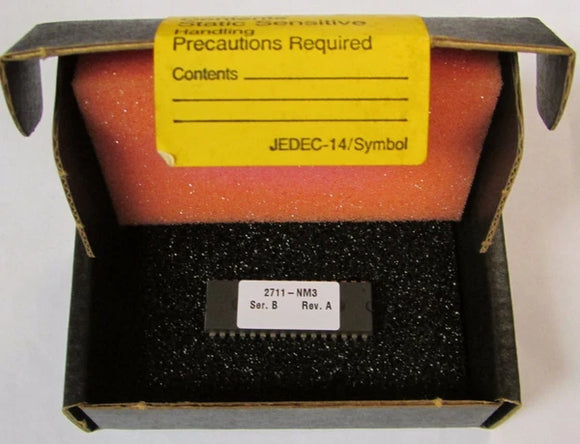 Static Sensitive
Handling
Precautions Required
Contents
JEDEC-14/Symbol
2711-NM3
Ser. B Rev. A